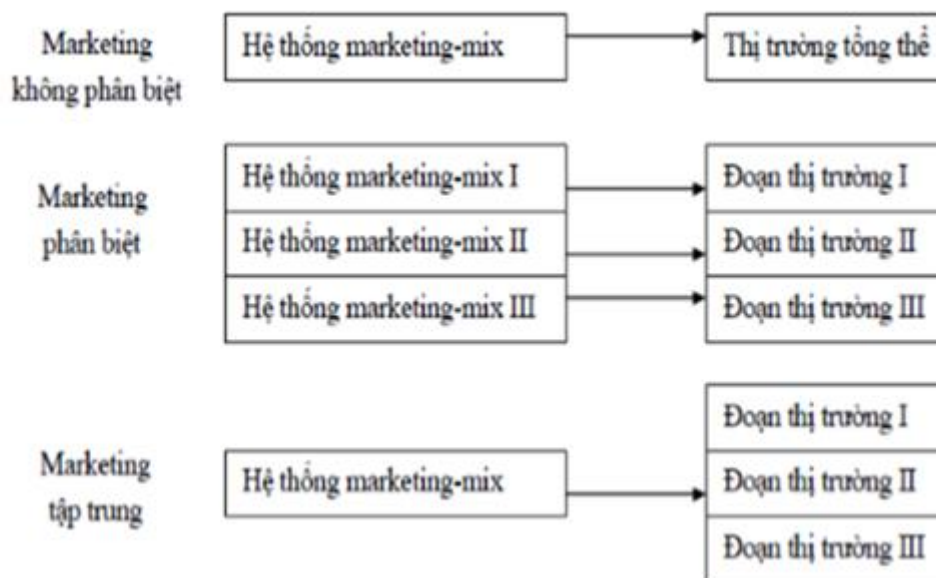 Marketing
không phân biệt
Hệ thống marketing-mix
Thị trường tổng thể
Marketing
phân biệt
Hệ thống marketing-mix I
Đoạn thị trường I
Hệ thống marketing-mix II
Đoạn thị trường II
Hệ thống marketing-mix III
Đoạn thị trường III
Marketing
tập trung
Hệ thống marketing-mix
Đoạn thị trường I
Đoạn thị trường II
Đoạn thị trường III